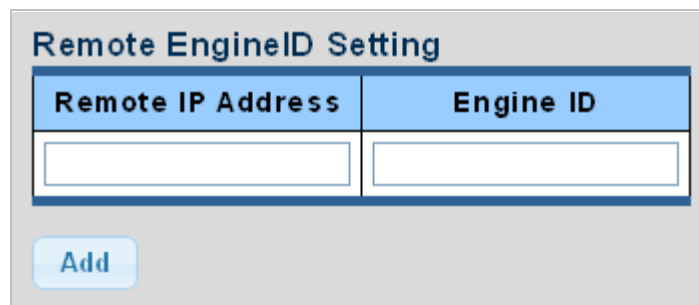 Remote EngineID Setting
Remote IP Address Engine ID
Add